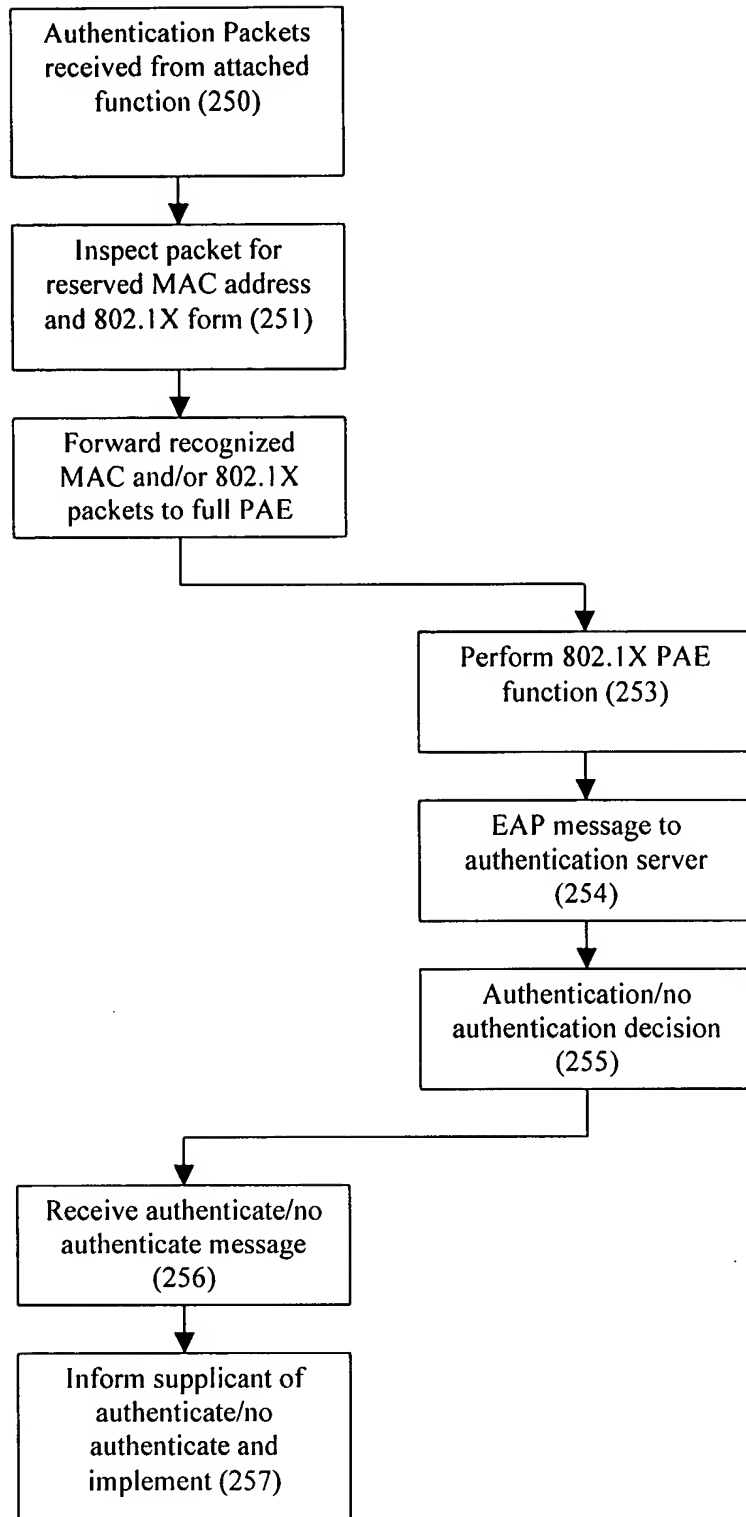 Authentication Packets
received from attached
function (250)
Inspect packet for
reserved MAC address
and 802.1X form (251)
Forward recognized
MAC and/or 802.1X
packets to full PAE
Perform 802.1X PAE
function (253)
EAP message to
authentication server
(254)
Authentication/no
authentication decision
(255)
Receive authenticate/no
authenticate message
(256)
Inform supplicant of
authenticate/no
authenticate and
implement (257)